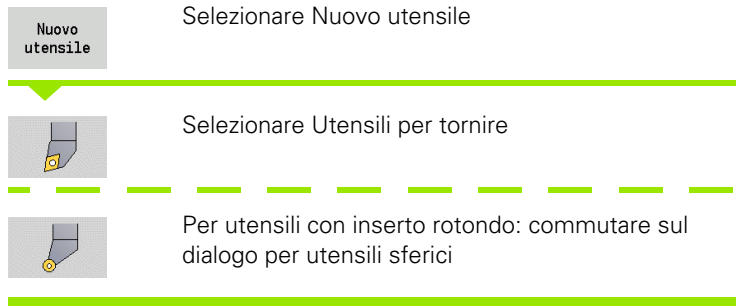 Nuovo
utensile
Selezionare Nuovo utensile
Selezionare Utensili per tornire
Per utensili con inserto rotondo: commutare sul
dialogo per utensili sferici